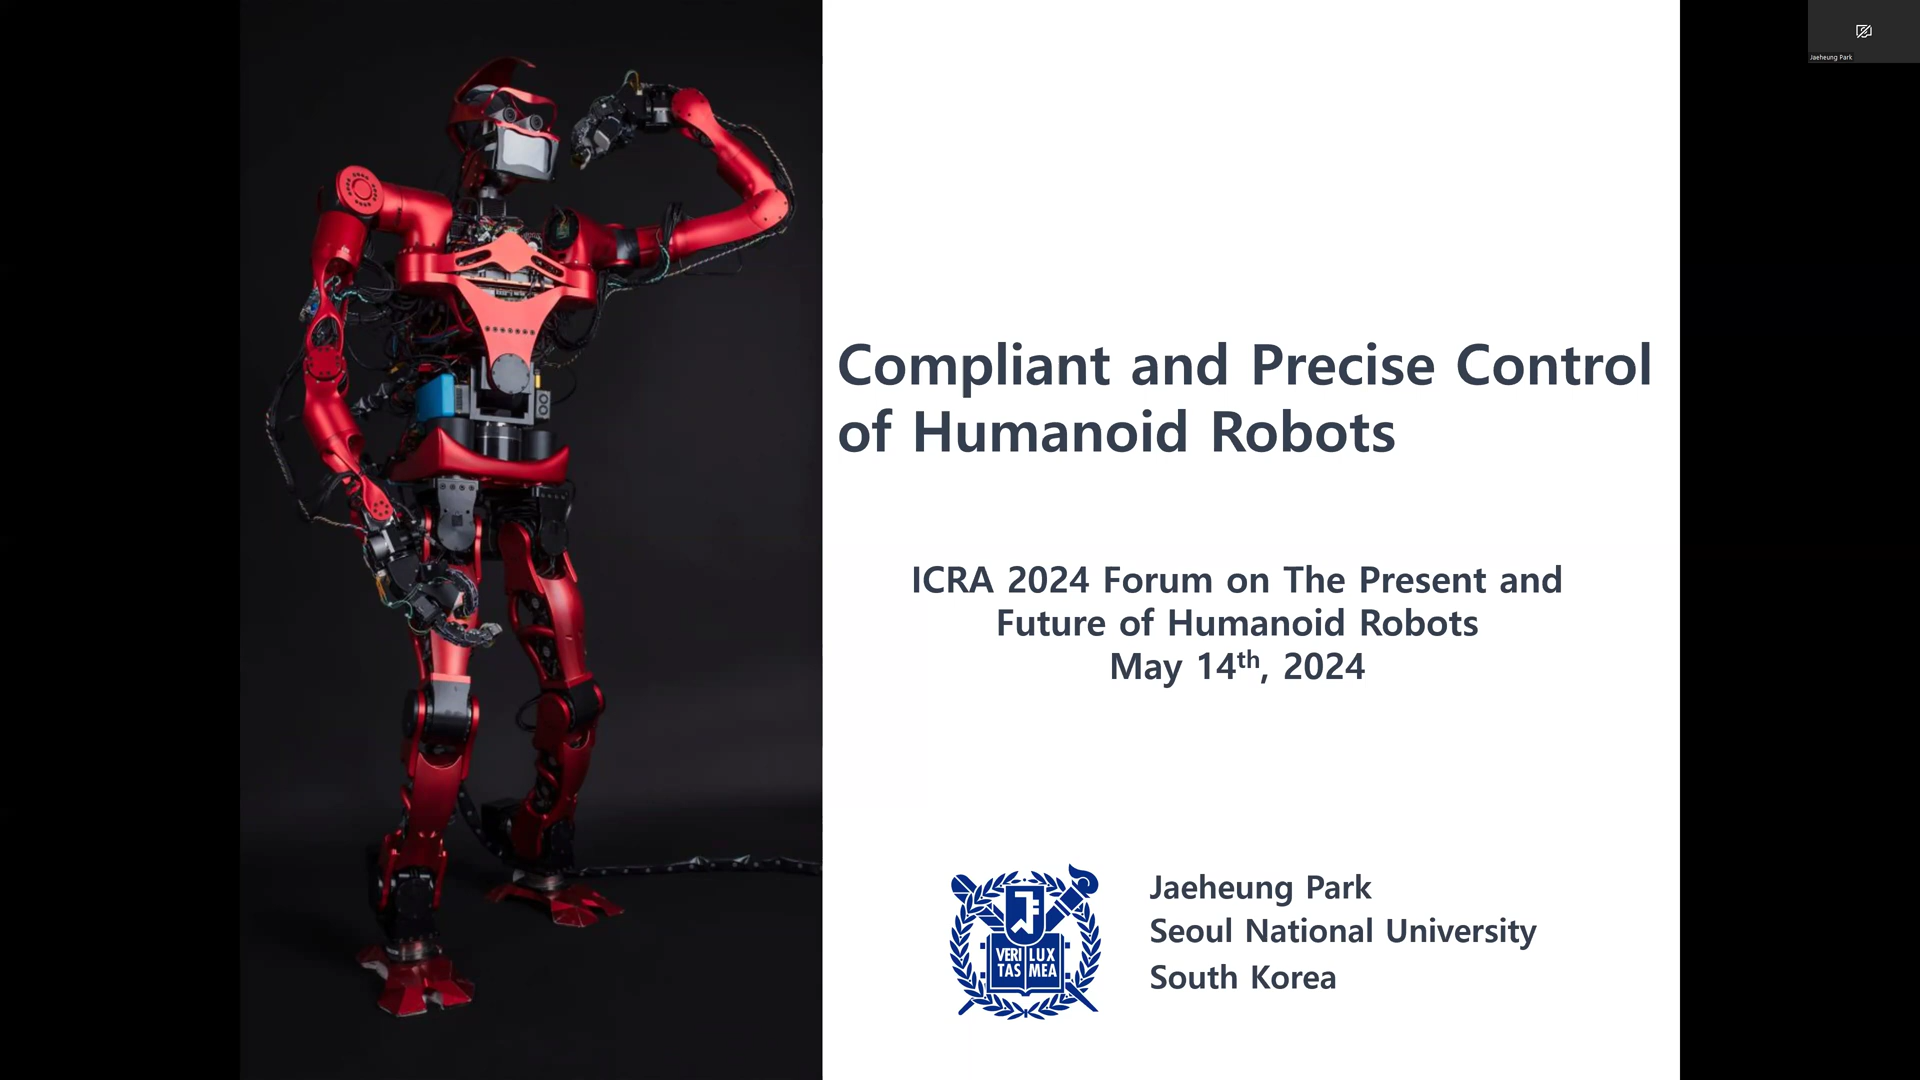 Jaeheung Park
Compliant and Precise Control
of Humanoid Robots
ICRA 2024 Forum on The Present and
Future of Humanoid Robots
May 14th, 2024
VERI LUX
TAS MEA
Jaeheung Park
Seoul National University
South Korea